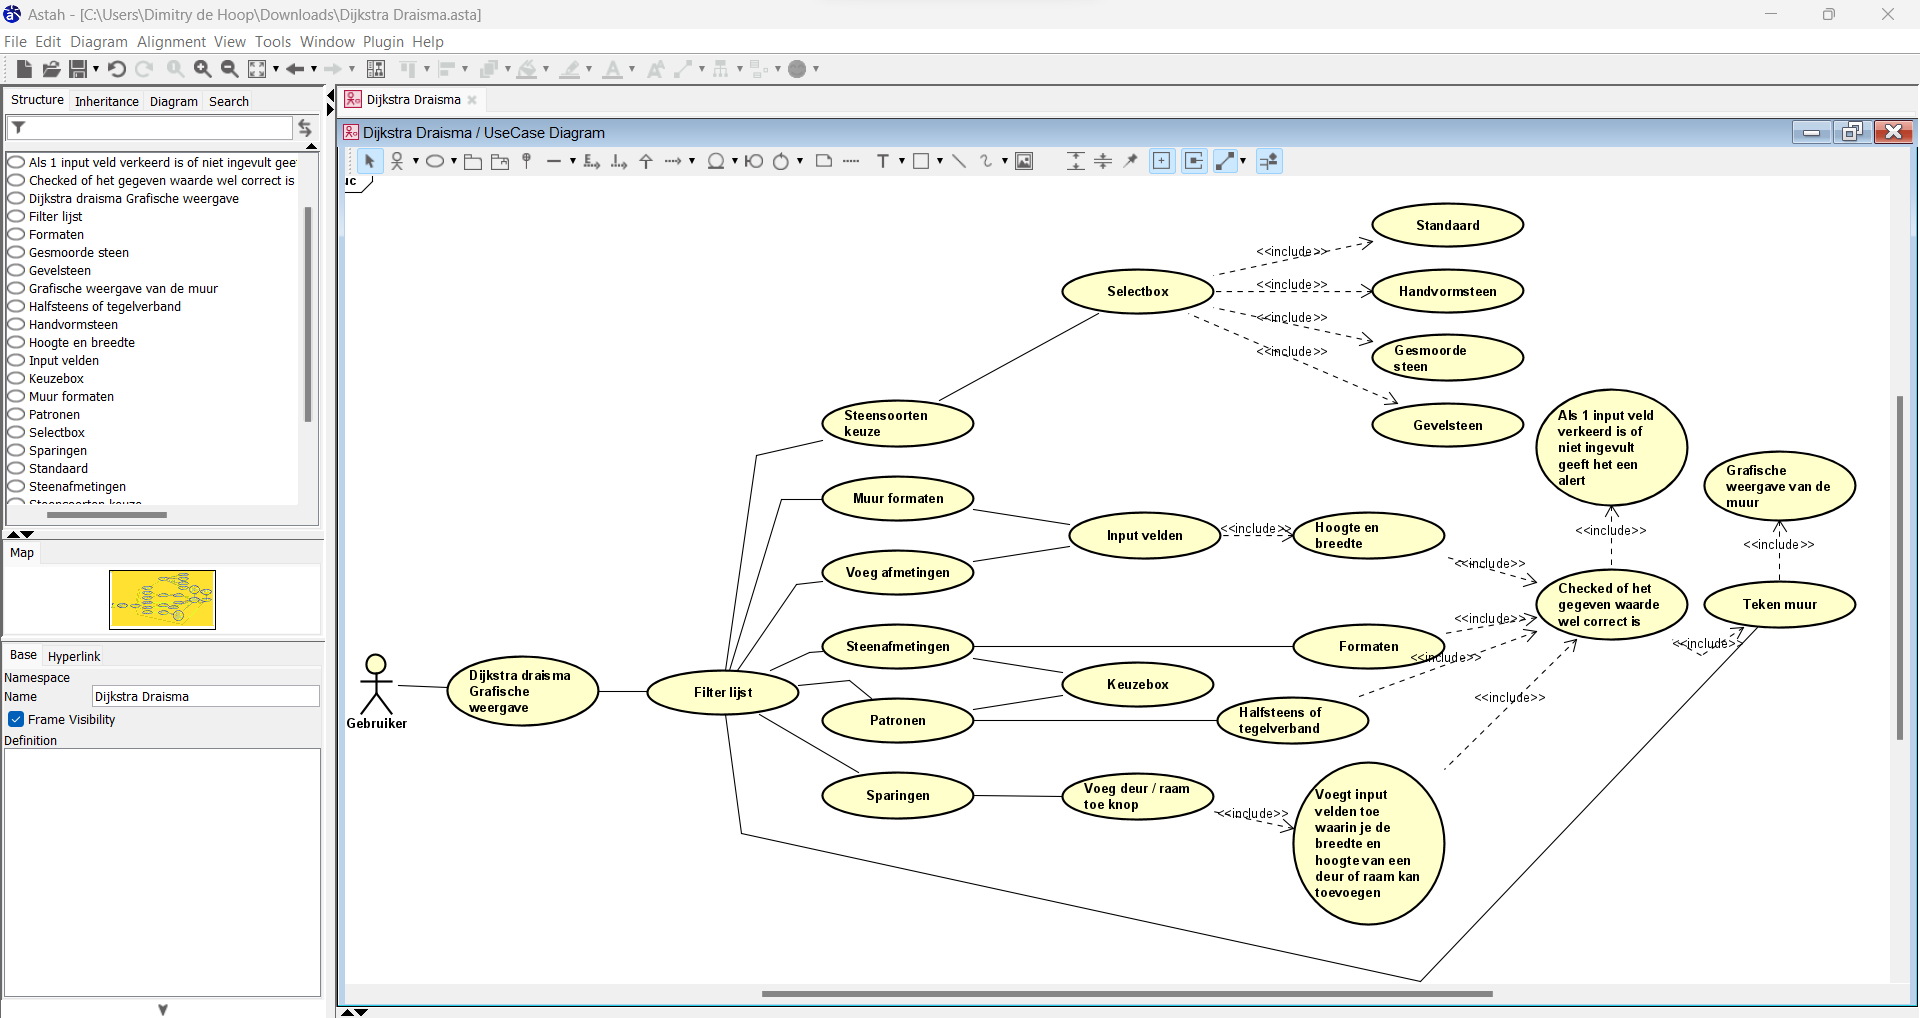 Astah - [C:\Users\Dimitry de Hoop\Downloads\Dijkstra Draisma.asta]
File Edit Diagram Alignment View Tools Window Plugin Help
Structure Inheritance Diagram Search
Als 1 input veld verkeerd is of niet ingevult gee
Checked of het gegeven waarde wel correct is
Dijkstra draisma Grafische weergave
Filter lijst
Formaten
Gesmoorde steen
Gevelsteen
Grafische weergave van de muur
Halfsteens of tegelverband
Handvormsteen
Hoogte en breedte
Input velden
Keuzebox
Muur formaten
Patronen
Selectbox
Sparingen
Standaard
Steenafmetingen
Steensoorten keuze
Map
Base Hyperlink
Namespace
Name Dijkstra Draisma
Frame Visibility
Definition
Dijkstra Draisma
Dijkstra Draisma / UseCase Diagram
uc
Standaard
<<include>>
Selectbox
<<include>>
Handvormsteen
<<include>>
Gesmoorde
steen
<<include>>
Gevelsteen
Steensoorten
keuze
Als 1 input veld
verkeerd is of
niet ingevult
geeft het een
alert
Grafische
weergave van de
muur
Muur formaten
<<include>>
<<include>>
Input velden
<<include>>
Hoogte en
breedte
Voeg afmetingen
<<include>>
Checked of het
gegeven waarde
wel correct is
Teken muur
Steenafmetingen
Formaten
<<include>>
<<include>>
<<include>>
Gebruiker
Dijkstra draisma
Grafische
weergave
Filter lijst
Keuzebox
Patronen
Halfsteens of
tegelverband
<<include>>
Sparingen
Voeg deur / raam
toe knop
<<include>>
Voegt input
velden toe
waarin je de
breedte en
hoogte van een
deur of raam kan
toevoegen